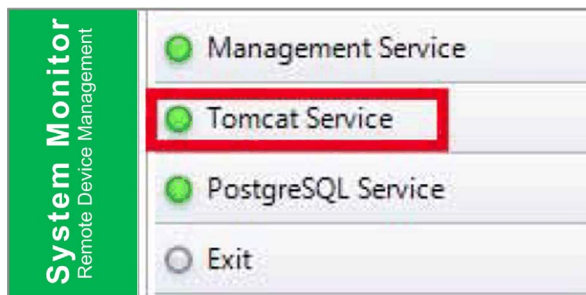 System Monitor
Remote Device Management
Management Service
Tomcat Service
PostgreSQL Service
Exit